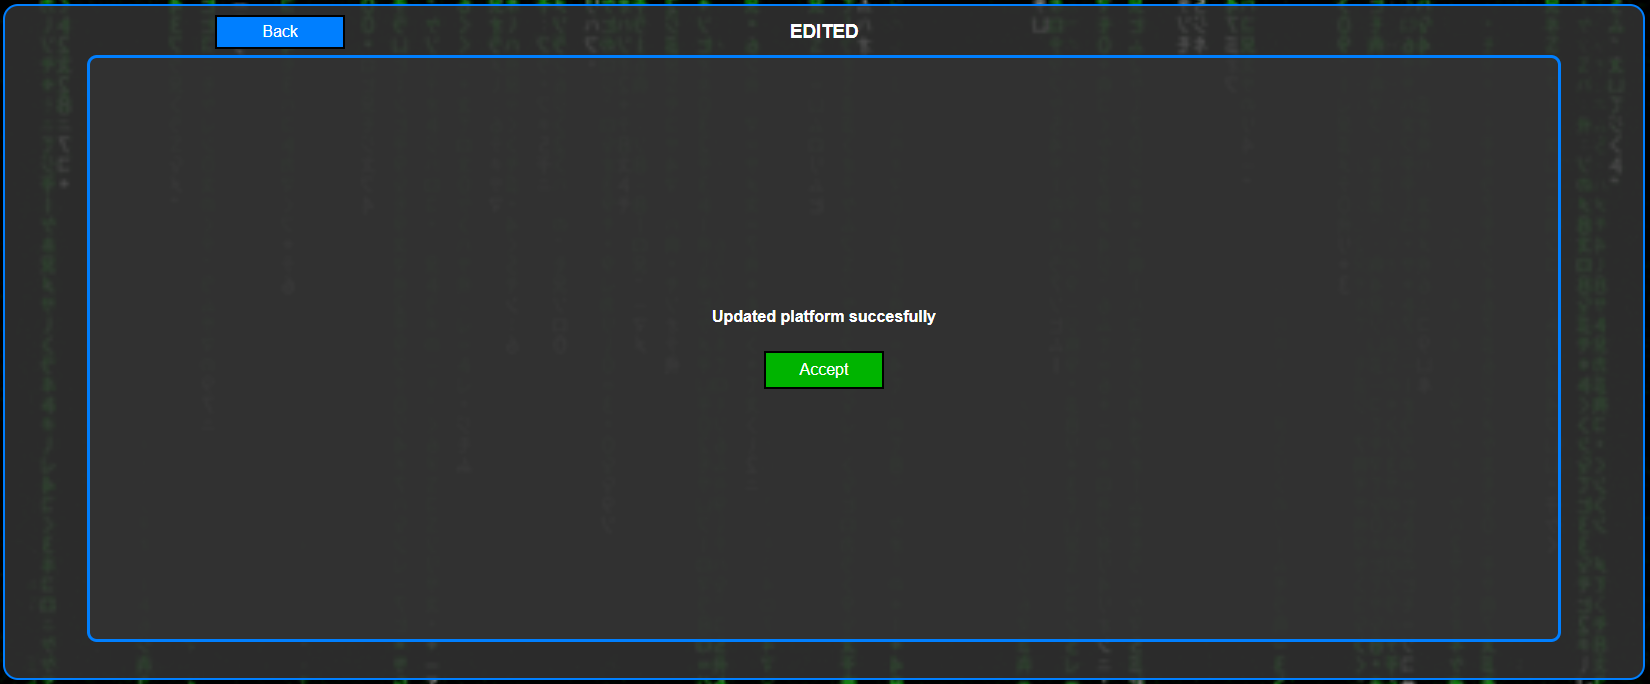 Back
EDITED
Updated platform succesfully
Accept